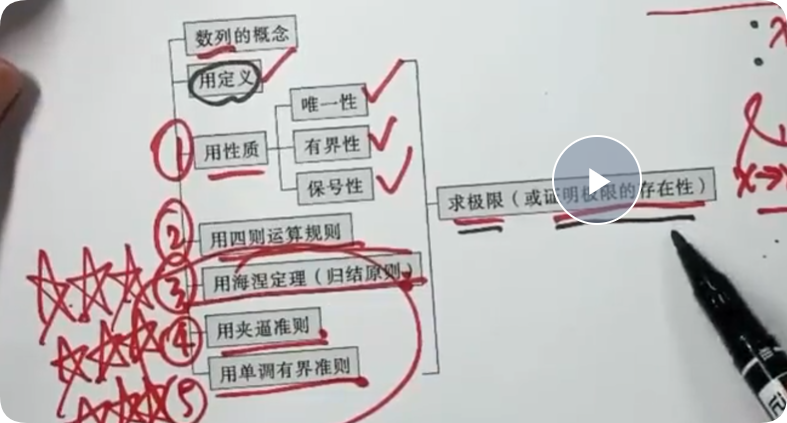 数列的概念
用定义
① 用性质
唯一性
有界性
保号性
② 用四则运算规则
③ 用海涅定理（归结原则）
④ 用夹逼准则
⑤ 用单调有界准则
求极限（或证明极限的存在性）